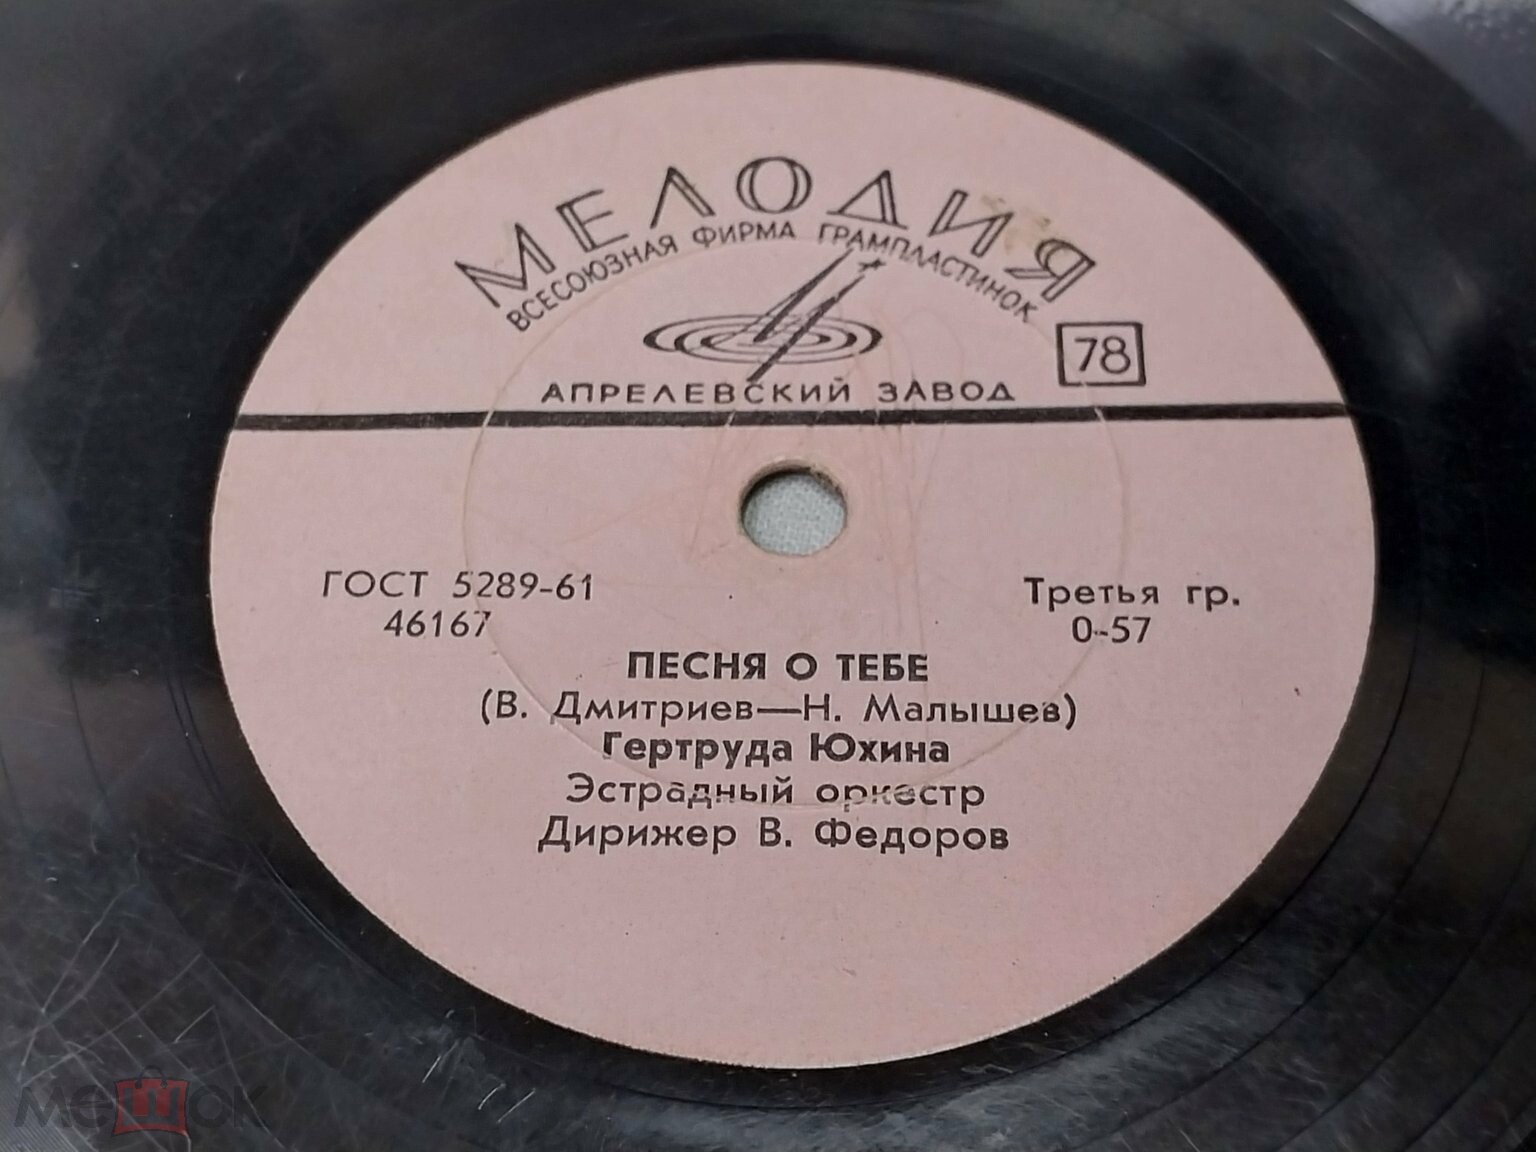 МЕЛОДИЯ
ВСЕСОЮЗНАЯ ФИРМА ГРАМПЛАСТИНОК
78
АПРЕЛЕВСКИЙ ЗАВОД
ГОСТ 5289-61
46167
Третья гр.
0-57
ПЕСНЯ О ТЕБЕ
(В. Дмитриев—Н. Малышев)
Гертруда Юхина
Эстрадный оркестр
Дирижер В. Федоров
мешок